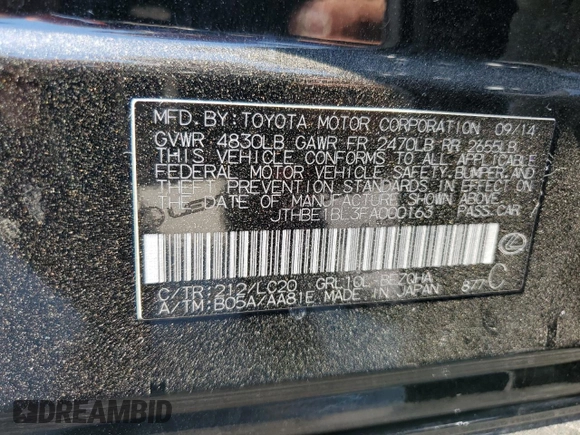 MFD. BY: TOYOTA MOTOR CORPORATION 09/14
GVWR 4830LB GAWR FR 2470LB RR 2655LB
THIS VEHICLE CONFORMS TO ALL APPLICABLE
FEDERAL MOTOR VEHICLE SAFETY, BUMPER, AND
THEFT PREVENTION STANDARDS IN EFFECT ON
THE DATE OF MANUFACTURE SHOWN ABOVE.
JTHBE1BL3FA000163 PASS. CAR
C/TR: 212/LC20 GRL10L-BEZQHA
A/TM: B05A/AA81E MADE IN JAPAN 877 C
DREAMBID